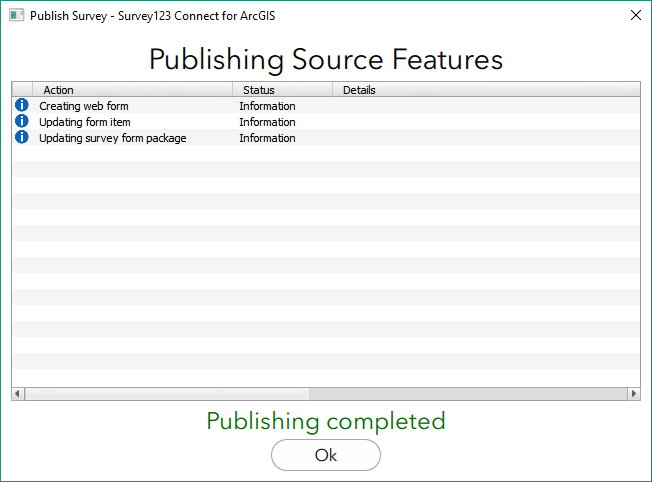 Publish Survey - Survey123 Connect for ArcGIS
Publishing Source Features
Action Status Details
Creating web form Information
Updating form item Information
Updating survey form package Information
Publishing completed
Ok